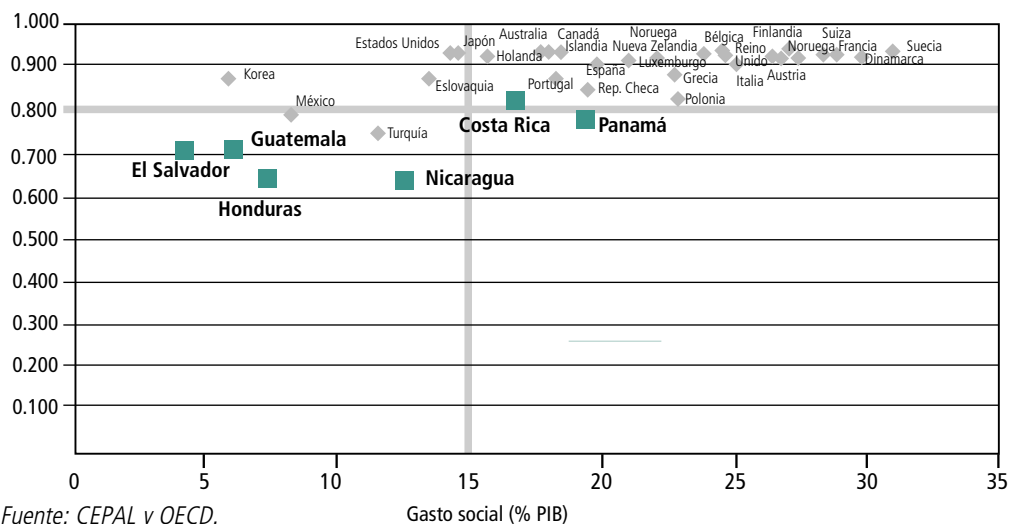 1.000
0.900
0.800
0.700
0.600
0.500
0.400
0.300
0.200
0.100
Estados Unidos
Japón
Holanda
Australia
Canadá
Islandia
Noruega
Nueva Zelandia
Luxemburgo
Bélgica
Reino
Unido
Finlandia
Noruega
Suiza
Francia
Suecia
Dinamarca
Korea
México
Eslovaquia
Portugal
España
Rep. Checa
Grecia
Italia
Austria
Polonia
Turquía
Costa Rica
Panamá
Guatemala
El Salvador
Honduras
Nicaragua
0 5 10 15 20 25 30 35
Gasto social (% PIB)
Fuente: CEPAL y OECD.